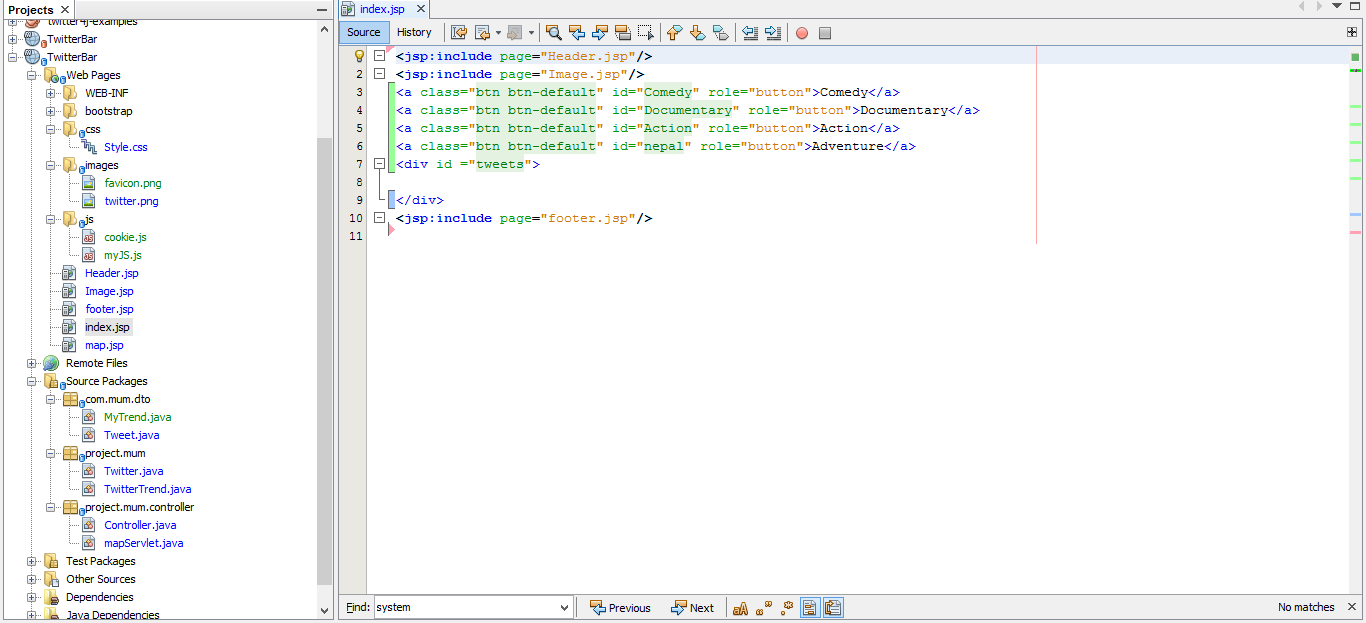 Projects
index.jsp
twitter4j-examples
TwitterBar
TwitterBar
Web Pages
WEB-INF
bootstrap
css
Style.css
images
favicon.png
twitter.png
js
cookie.js
myJS.js
Header.jsp
Image.jsp
footer.jsp
index.jsp
map.jsp
Remote Files
Source Packages
com.mum.dto
MyTrend.java
Tweet.java
project.mum
Twitter.java
TwitterTrend.java
project.mum.controller
Controller.java
mapServlet.java
Test Packages
Other Sources
Dependencies
Java Dependencies
Source History
<jsp:include page="Header.jsp"/>
2 <jsp:include page="Image.jsp"/>
3 <a class="btn btn-default" id="Comedy" role="button">Comedy</a>
4 <a class="btn btn-default" id="Documentary" role="button">Documentary</a>
5 <a class="btn btn-default" id="Action" role="button">Action</a>
6 <a class="btn btn-default" id="nepal" role="button">Adventure</a>
7 <div id ="tweets">
8
9 </div>
10 <jsp:include page="footer.jsp"/>
11
Find: system Previous Next aA No matches